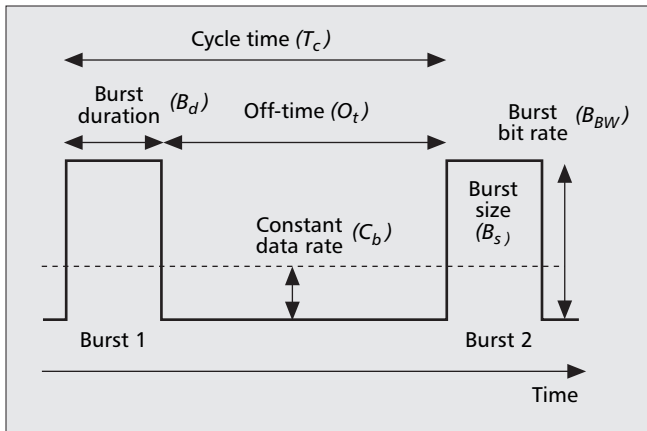 Cycle time (Tc)
Burst
duration (Bd)
Off-time (Ot)
Burst
bit rate (BBW)
Constant
data rate (Cb)
Burst
size
(Bs)
Burst 1
Burst 2
Time